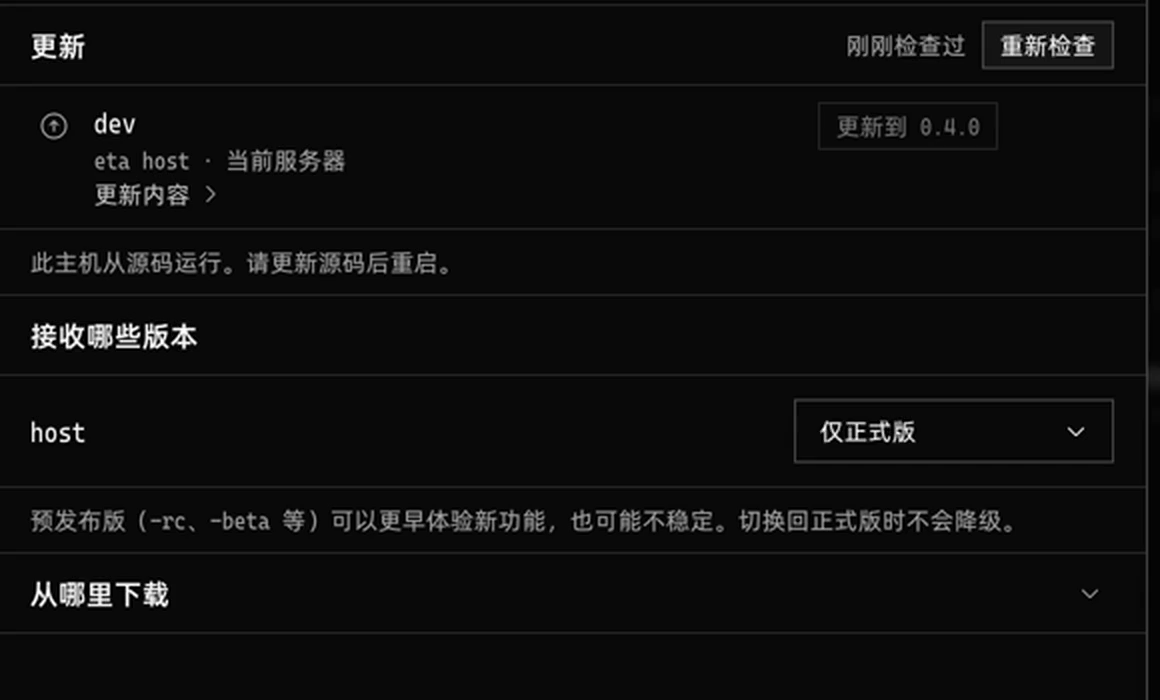 更新
刚刚检查过 重新检查
dev
更新到 0.4.0
eta host · 当前服务器
更新内容 >
此主机从源码运行。请更新源码后重启。
接收哪些版本
host
仅正式版
预发布版（-rc、-beta 等）可以更早体验新功能，也可能不稳定。切换回正式版时不会降级。
从哪里下载